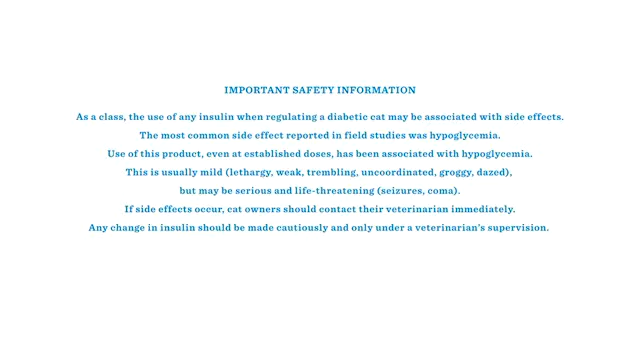 IMPORTANT SAFETY INFORMATION
As a class, the use of any insulin when regulating a diabetic cat may be associated with side effects.
The most common side effect reported in field studies was hypoglycemia.
Use of this product, even at established doses, has been associated with hypoglycemia.
This is usually mild (lethargy, weak, trembling, uncoordinated, groggy, dazed),
but may be serious and life-threatening (seizures, coma).
If side effects occur, cat owners should contact their veterinarian immediately.
Any change in insulin should be made cautiously and only under a veterinarian's supervision.